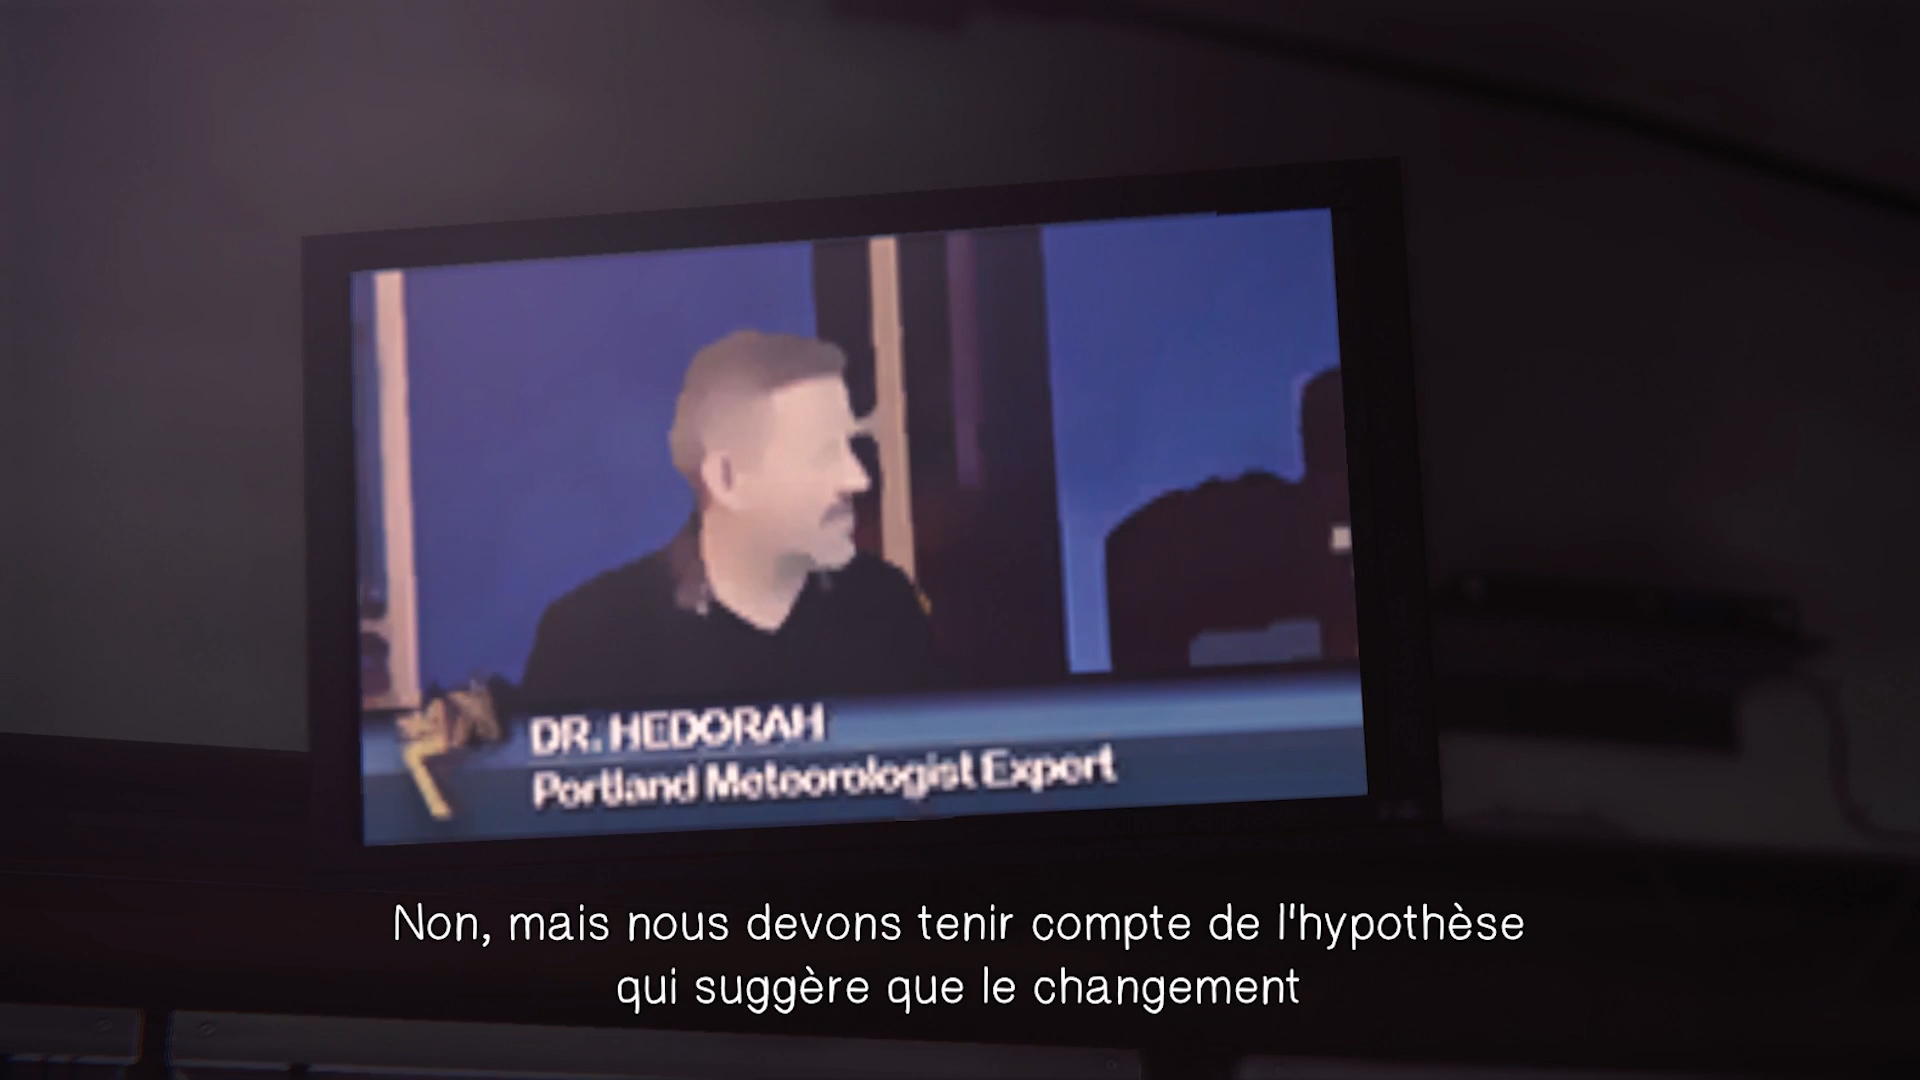 DR. HEDORAH
Portland Meteorologist Expert
Non, mais nous devons tenir compte de l'hypothèse
qui suggère que le changement